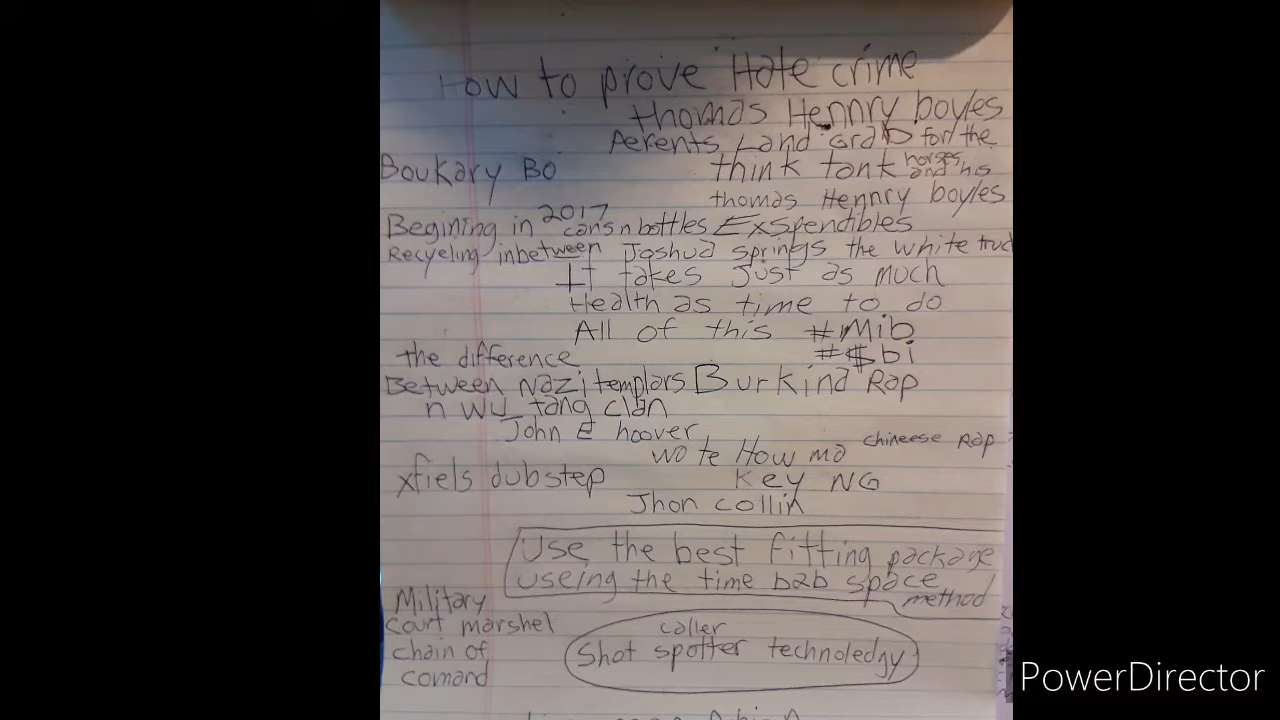 How to prove Hate crime
thomas Hennry boyles
Aerents Land Grab for the
Boukary Bo think tank horses and his
thomas Hennry boyles
Begining in 2017 cans n bottles Exspendibles
Recyeling inbetween Joshua springs the white truc
It takes Just as much
Health as time to do
All of this #Mib
the difference #$bi
Between Nazi templars Burkina Rap
n wu tang clan
John E hoover
wo te How ma chineese Rap
xfiels dubstep Key NG
Jhon collin
Use the best fitting package
useing the time bab space
method
Military
court marshel caller
chain of Shot spotter technoledgy
comand
PowerDirector